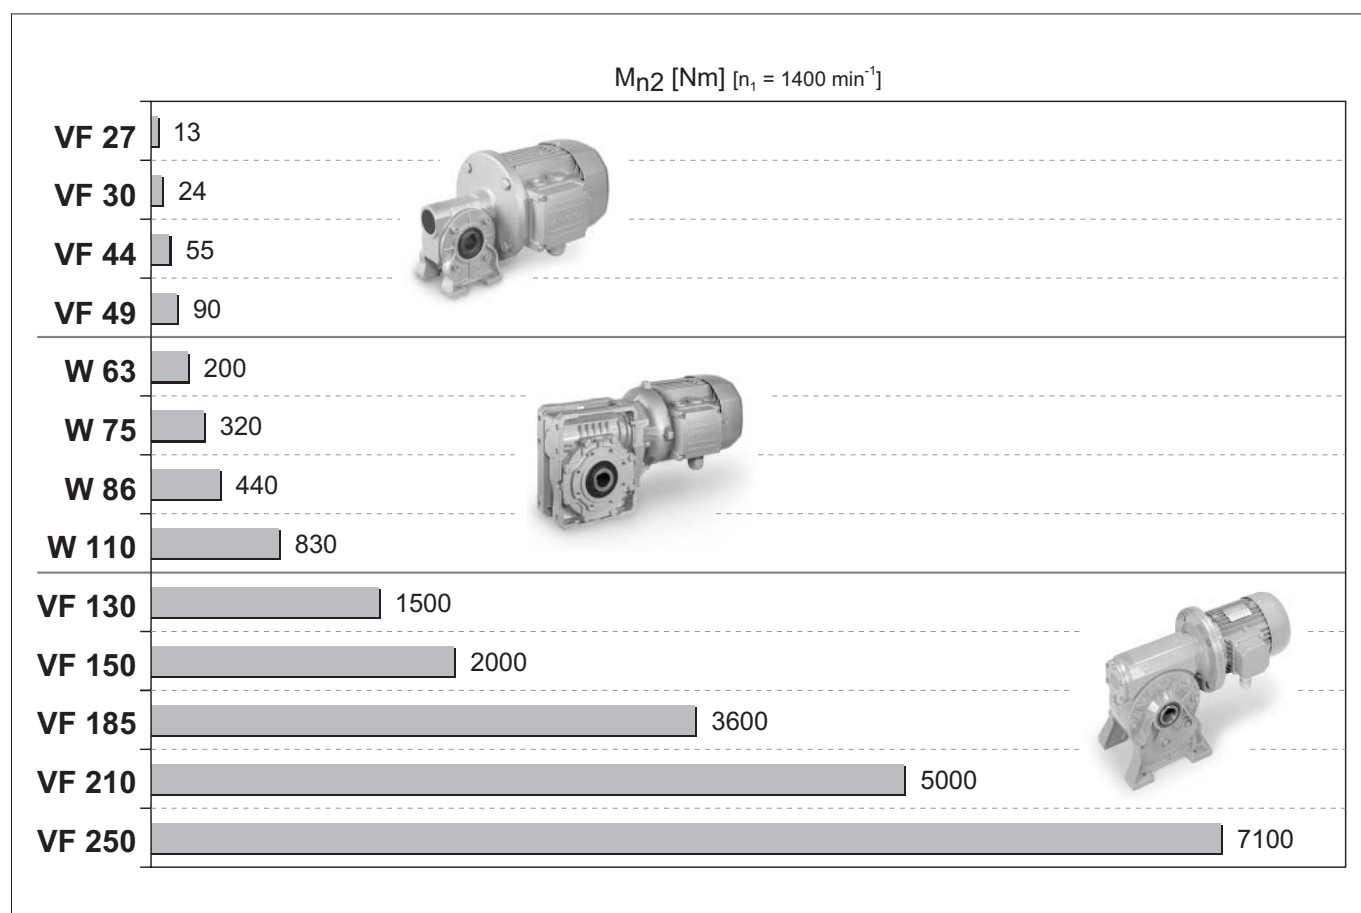 Mn2 [Nm] [n₁ = 1400 min⁻¹]
VF 27 13
VF 30 24
VF 44 55
VF 49 90
W 63 200
W 75 320
W 86 440
W 110 830
VF 130 1500
VF 150 2000
VF 185 3600
VF 210 5000
VF 250 7100